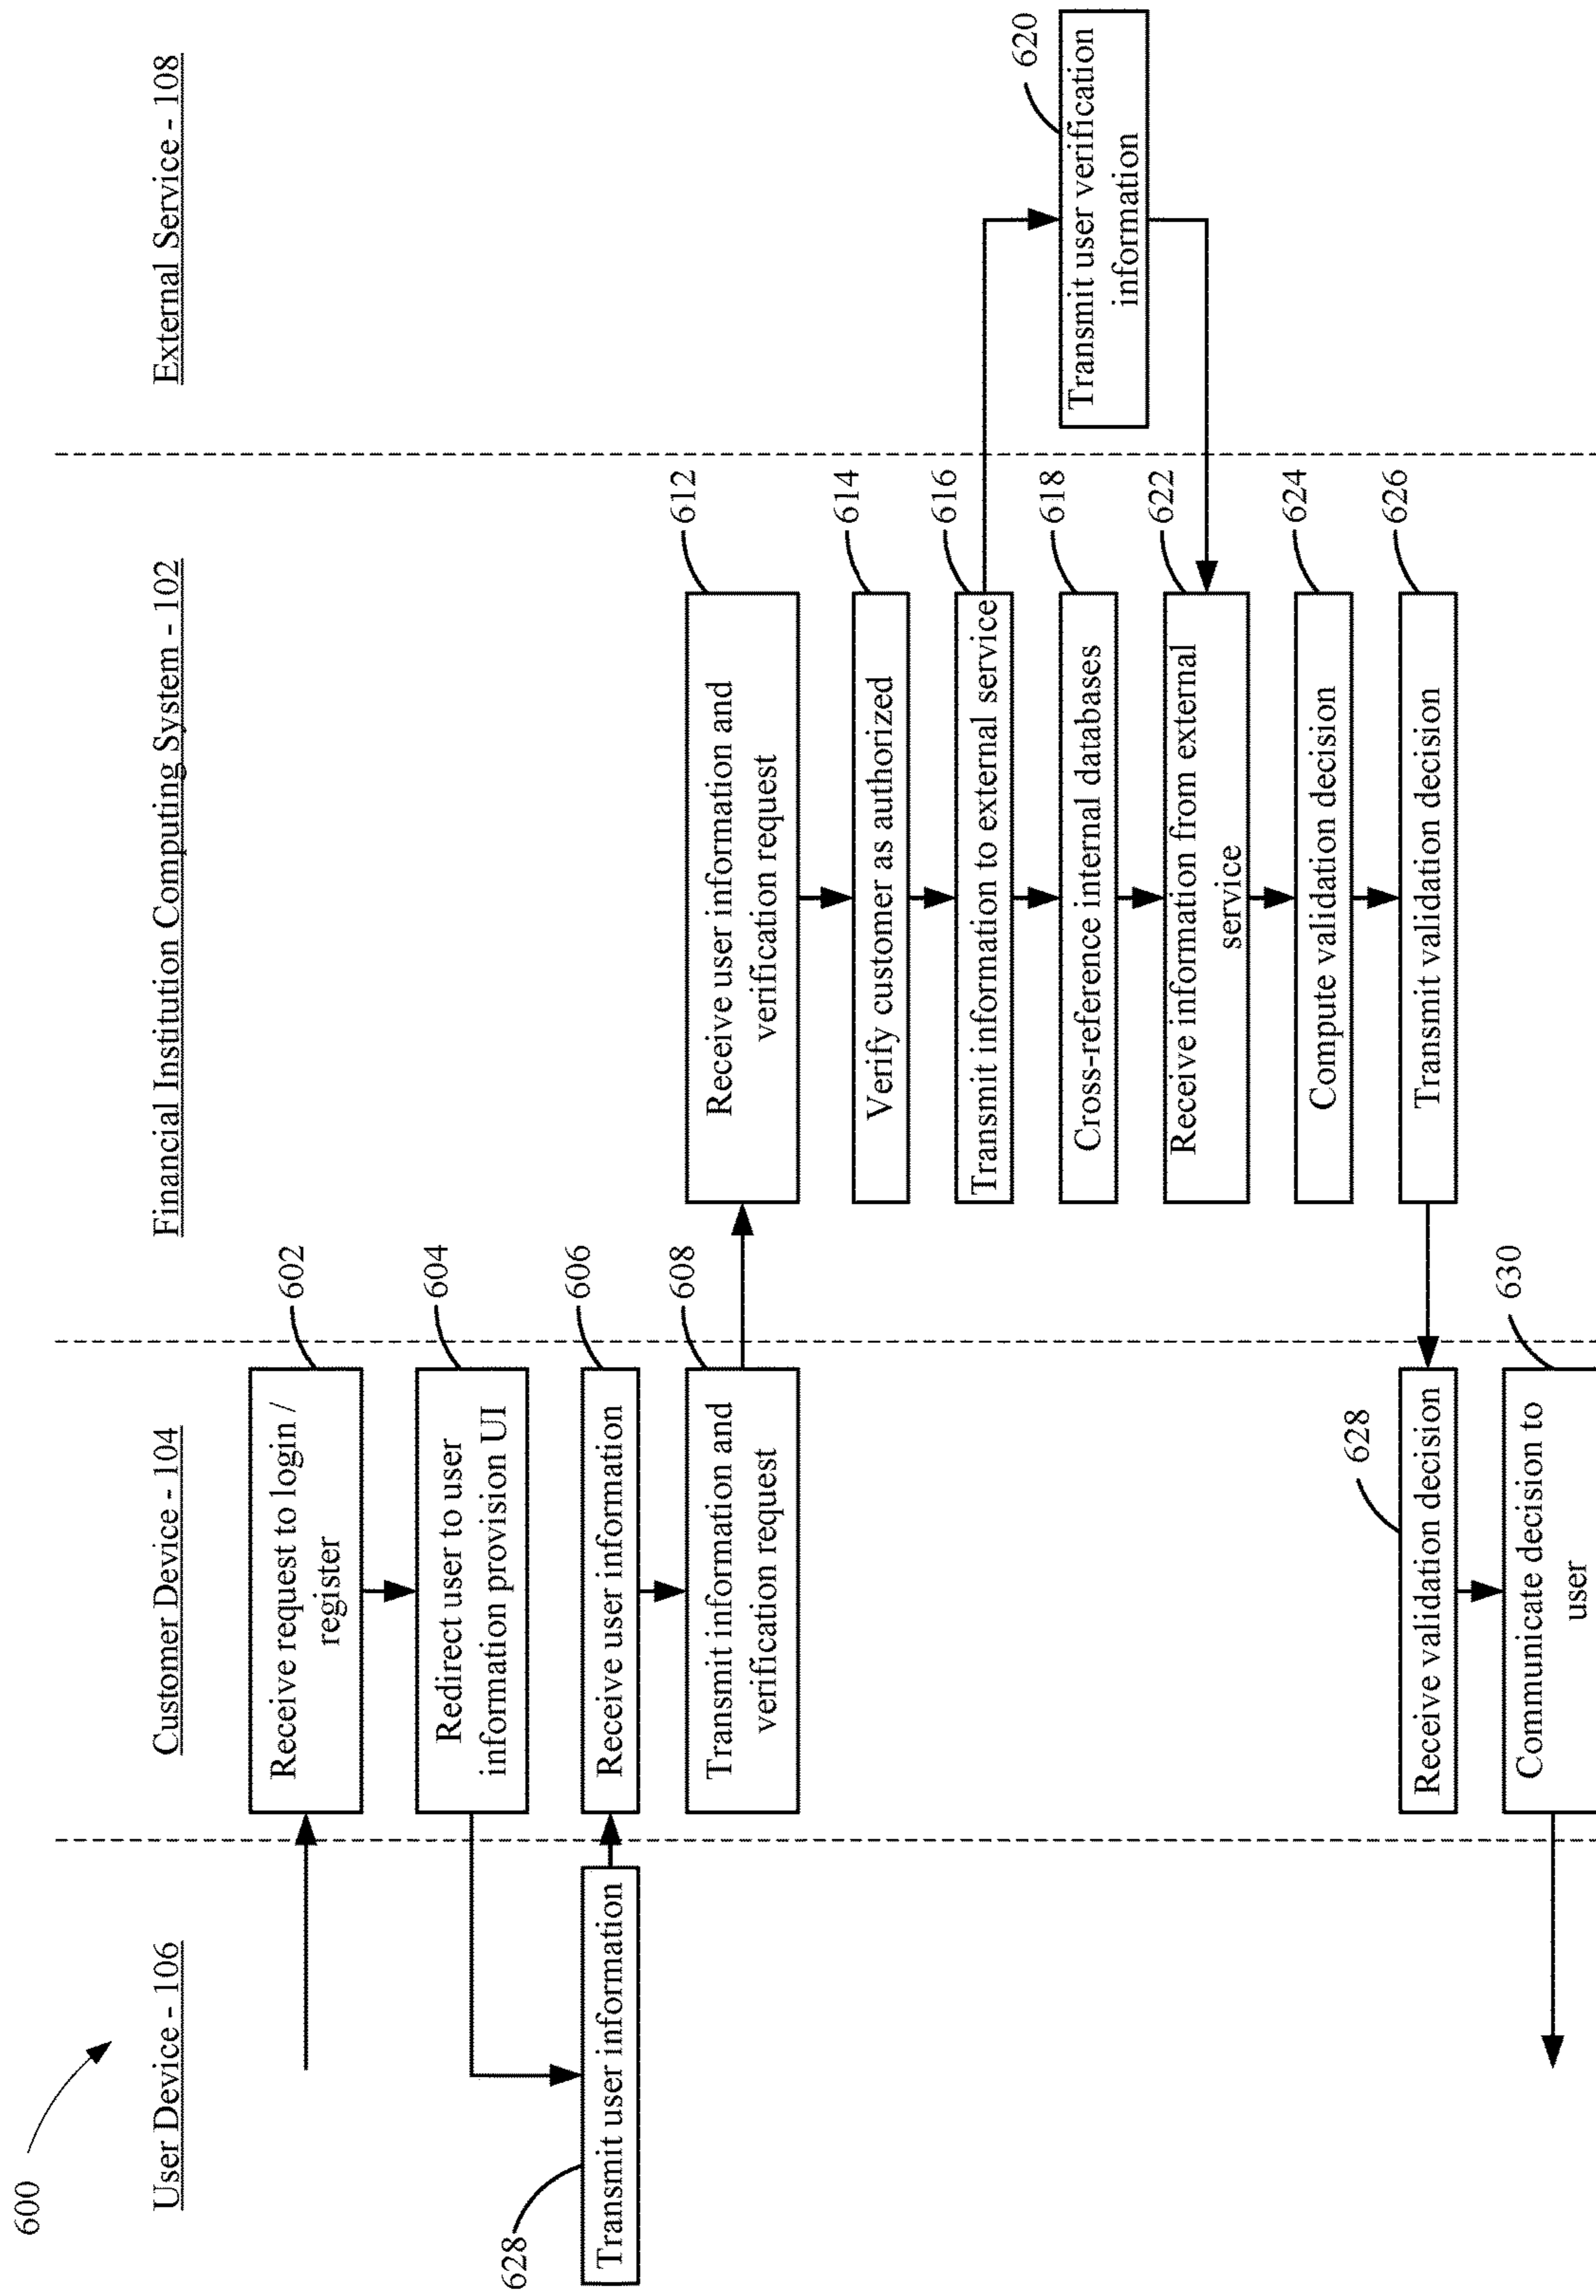 600
User Device - 106
Customer Device - 104
Financial Institution Computing System - 102
External Service - 108
602
Receive request to login /
register
604
Redirect user to user
information provision UI
628
Transmit user information
606
Receive user information
608
Transmit information and
verification request
612
Receive user information and
verification request
614
Verify customer as authorized
616
Transmit information to external service
618
Cross-reference internal databases
620
Transmit user verification
information
622
Receive information from external
service
624
Compute validation decision
626
Transmit validation decision
628
Receive validation decision
630
Communicate decision to
user